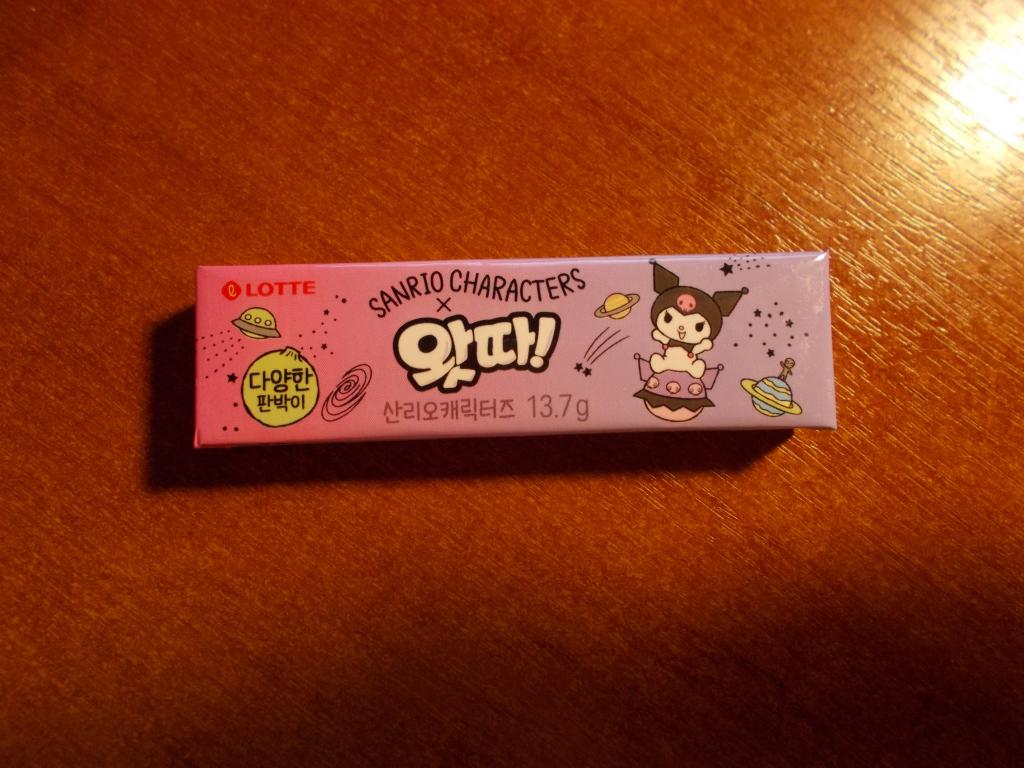 LOTTE
SANRIO CHARACTERS
×
왓따!
산리오캐릭터즈 13.7g
다양한
판박이